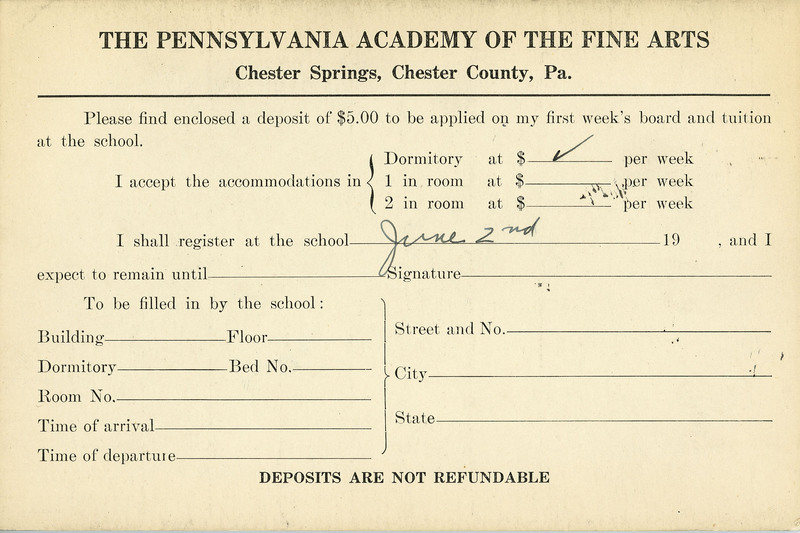 THE PENNSYLVANIA ACADEMY OF THE FINE ARTS
Chester Springs, Chester County, Pa.
Please find enclosed a deposit of $5.00 to be applied on my first week's board and tuition
at the school.
I accept the accommodations in { Dormitory at $ ✓ per week
1 in room at $ per week
2 in room at $ per week
I shall register at the school June 2nd 19 , and I
expect to remain until Signature
To be filled in by the school:
Building Floor
Dormitory Bed No.
Room No.
Time of arrival
Time of departure
Street and No.
City
State
DEPOSITS ARE NOT REFUNDABLE